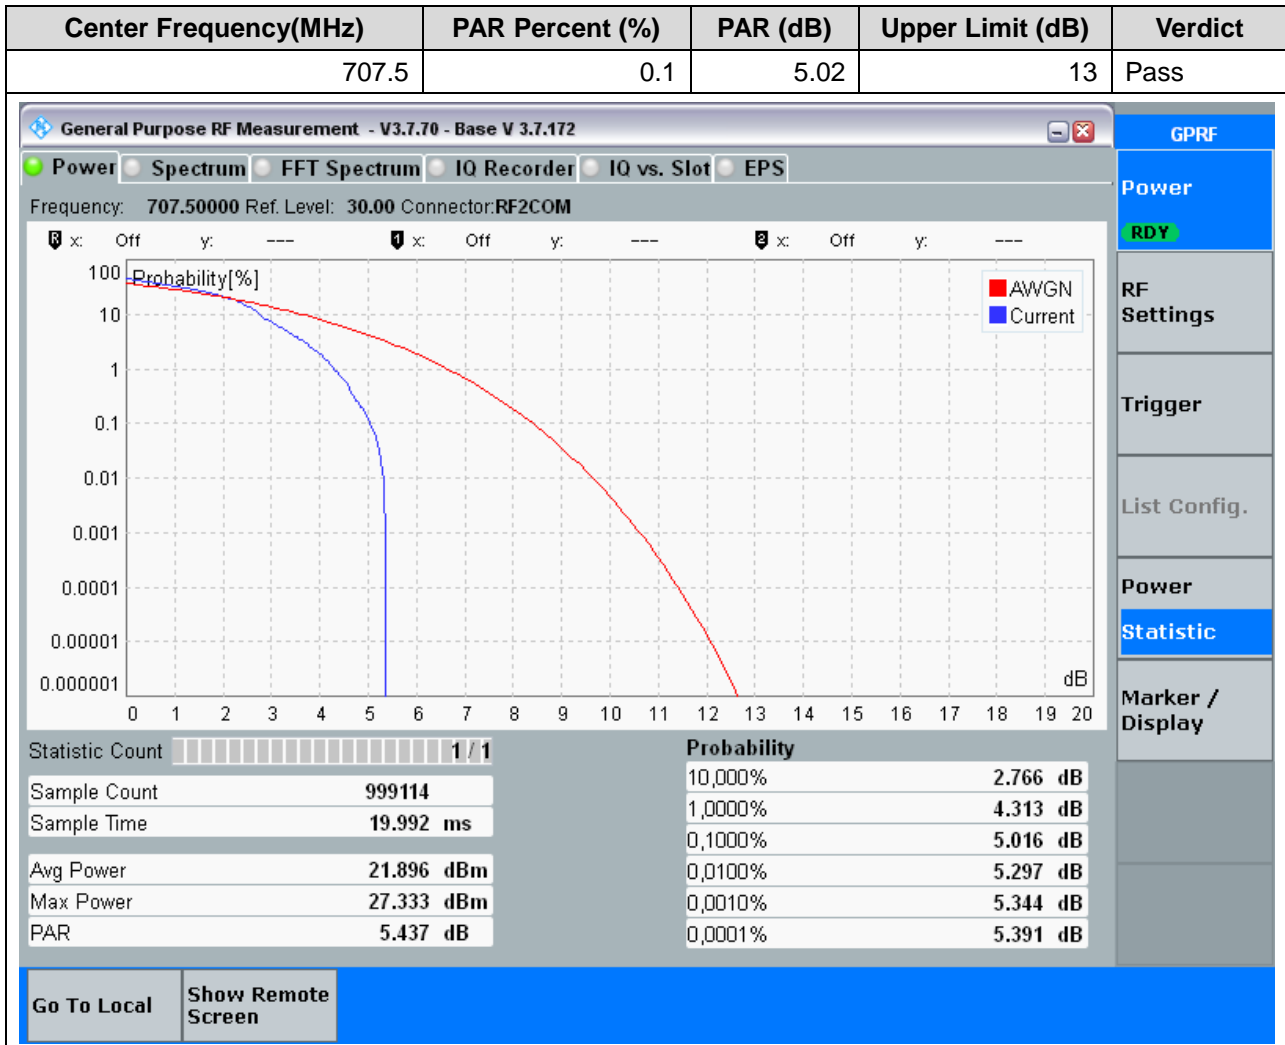 Center Frequency(MHz) PAR Percent (%) PAR (dB) Upper Limit (dB) Verdict
707.5 0.1 5.02 13 Pass
General Purpose RF Measurement - V3.7.70 - Base V 3.7.172
GPRF
Power Spectrum FFT Spectrum IQ Recorder IQ vs. Slot EPS
Power
RDY
Frequency: 707.50000 Ref. Level: 30.00 Connector:RF2COM
R x: Off y: --- 1 x: Off y: --- 2 x: Off y: ---
Probability[%]
AWGN
Current
100
10
1
0.1
0.01
0.001
0.0001
0.00001
0.000001
dB
0 1 2 3 4 5 6 7 8 9 10 11 12 13 14 15 16 17 18 19 20
RF
Settings
Trigger
List Config.
Power
Statistic
Marker /
Display
Statistic Count 1 / 1
Sample Count 999114
Sample Time 19.992 ms
Avg Power 21.896 dBm
Max Power 27.333 dBm
PAR 5.437 dB
Probability
10,000% 2.766 dB
1,0000% 4.313 dB
0,1000% 5.016 dB
0,0100% 5.297 dB
0,0010% 5.344 dB
0,0001% 5.391 dB
Go To Local
Show Remote
Screen